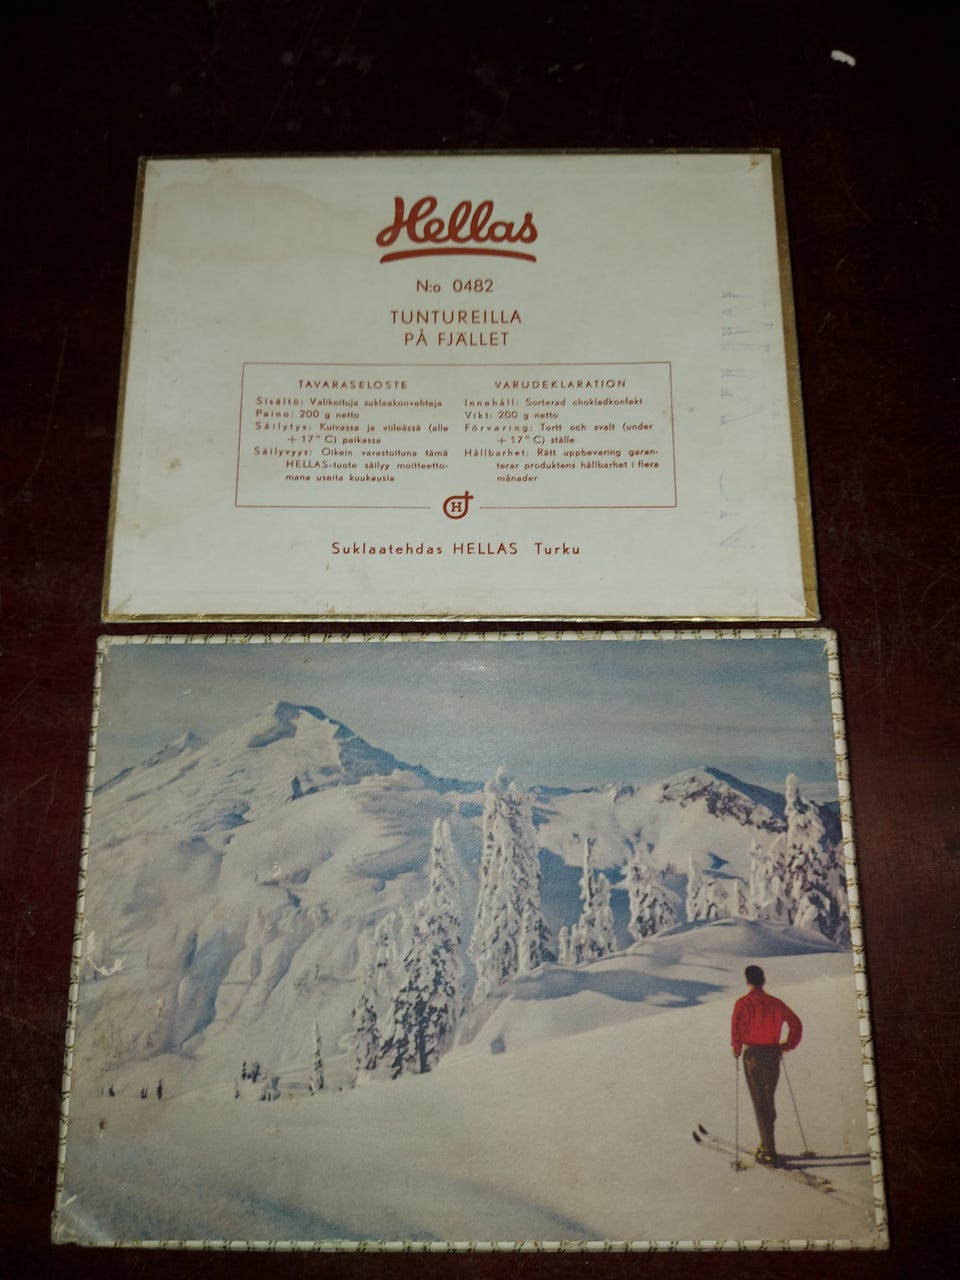 Hellas
N:o 0482
TUNTUREILLA
PÅ FJÄLLET
TAVARASELOSTE
Sisältö: Valikoituja suklaakonvehteja
Paino: 200 g netto
Säilytys: Kuivassa ja viileässä (alle
+17°C) paikassa
Säilyvyys: Oikein varastoituna tämä
HELLAS-tuote säilyy moitteetto-
mana useita kuukausia
VARUDEKLARATION
Innehåll: Sorterad chokladkonfekt
Vikt: 200 g netto
Förvaring: Torrt och svalt (under
+17°C) ställe
Hållbarhet: Rätt uppbevaring garan-
terar produktens hållbarhet i flera
månader
H
Suklaatehdas HELLAS Turku